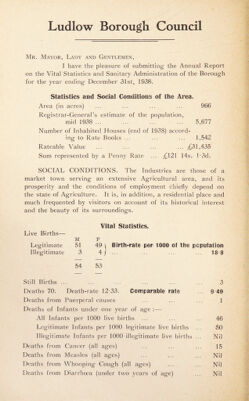 Ludlow Borough Council
MR. MAYOR, LADY AND GENTLEMEN,
I have the pleasure of submitting the Annual Report
on the Vital Statistics and Sanitary Administration of the Borough
for the year ending December 31st, 1938.
Statistics and Social Conditions of the Area.
Area (in acres) ... ... ... ... 966
Registrar-General's estimate of the population,
mid 1938 ... ... ... ... 5,677
Number of Inhabited Houses (end of 1938) accord-
ing to Rate Books ... ... ... 1,542
Rateable Value ... ... ... £31,435
Sum represented by a Penny Rate ... £121 14s. 1·3d.
SOCIAL CONDITIONS. The Industries are those of a
market town serving an extensive Agricultural area, and its
prosperity and the conditions of employment chiefly depend on
the state of Agriculture. It is, in addition, a residential place and
much frequented by visitors on account of its historical interest
and the beauty of its surroundings.
Vital Statistics.
Live Births—
M F
Legitimate 51 49 } Birth-rate per 1000 of the population
Illegitimate 3 4 } ... ... ... ... 18·8
54 53
Still Births ... ... ... ... 3
Deaths 70. Death-rate 12·33. Comparable rate ... 9·49
Deaths from Puerperal causes ... ... ... 1
Deaths of Infants under one year of age :—
All Infants per 1000 live births ... ... 46
Legitimate Infants per 1000 legitimate live births ... 50
Illegitimate Infants per 1000 illegitimate live births ... Nil
Deaths from Cancer (all ages) ... ... ... 15
Deaths from Measles (all ages) ... ... ... Nil
Deaths from Whooping Cough (all ages) ... ... Nil
Deaths from Diarrhœa (under two years of age) ... Nil